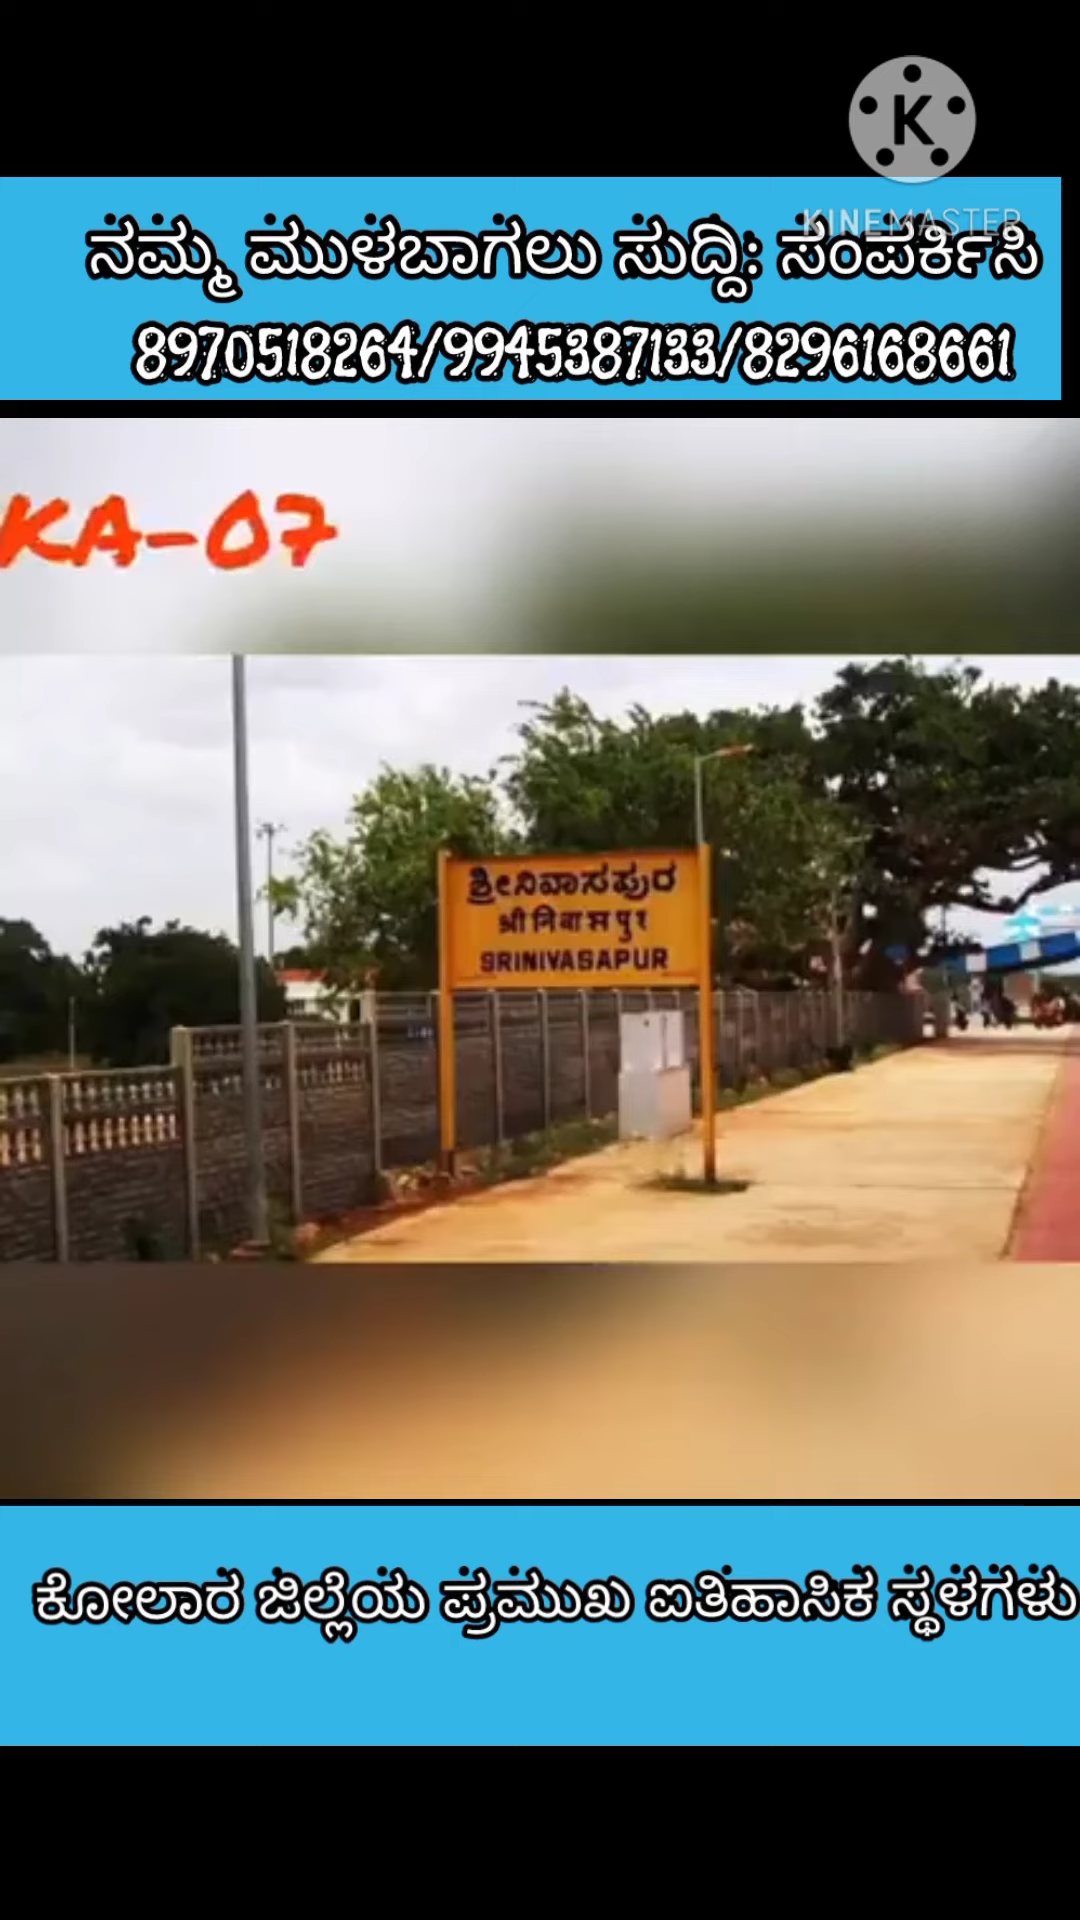 K
KINEMASTER
ನಮ್ಮ ಮುಳಬಾಗಲು ಸುದ್ದಿ: ಸಂಪರ್ಕಿಸಿ
8970518264/9945387133/8296168661
KA-07
ಶ್ರೀನಿವಾಸಪುರ
श्रीनिवासपुर
SRINIVASAPUR
ಕೋಲಾರ ಜಿಲ್ಲೆಯ ಪ್ರಮುಖ ಐತಿಹಾಸಿಕ ಸ್ಥಳಗಳು